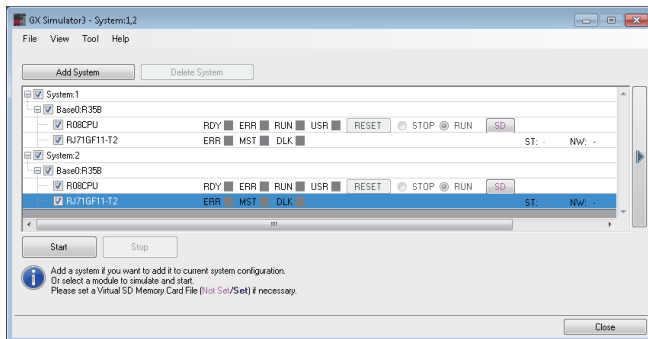 GX Simulator3 - System:1,2
File View Tool Help
Add System Delete System
System:1
Base0:R35B
R08CPU RDY ERR RUN USR RESET STOP RUN SD
RJ71GF11-T2 ERR MST DLK ST: - NW: -
System:2
Base0:R35B
R08CPU RDY ERR RUN USR RESET STOP RUN SD
RJ71GF11-T2 ERR MST DLK ST: NW: -
Start Stop
Add a system if you want to add it to current system configuration.
Or select a module to simulate and start.
Please set a Virtual SD Memory Card File (Not Set/Set) if necessary.
Close